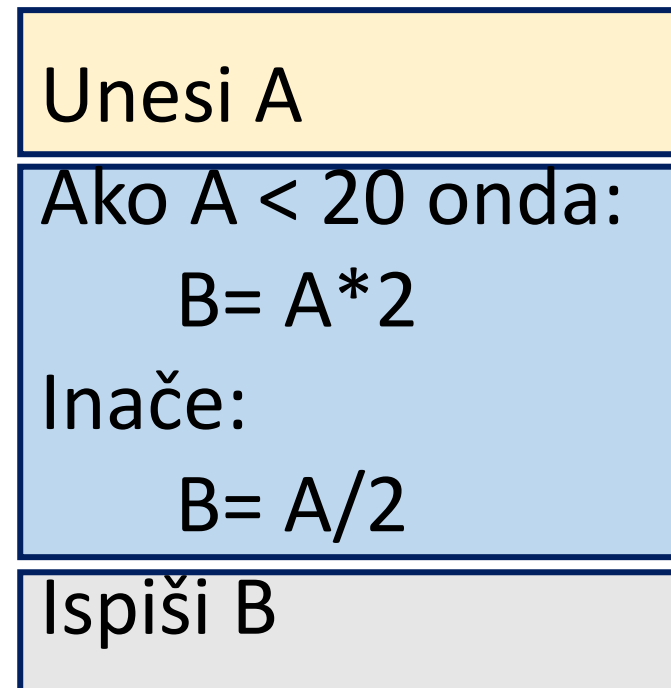 Unesi A
Ako A < 20 onda:
B= A*2
Inače:
B= A/2
Ispiši B